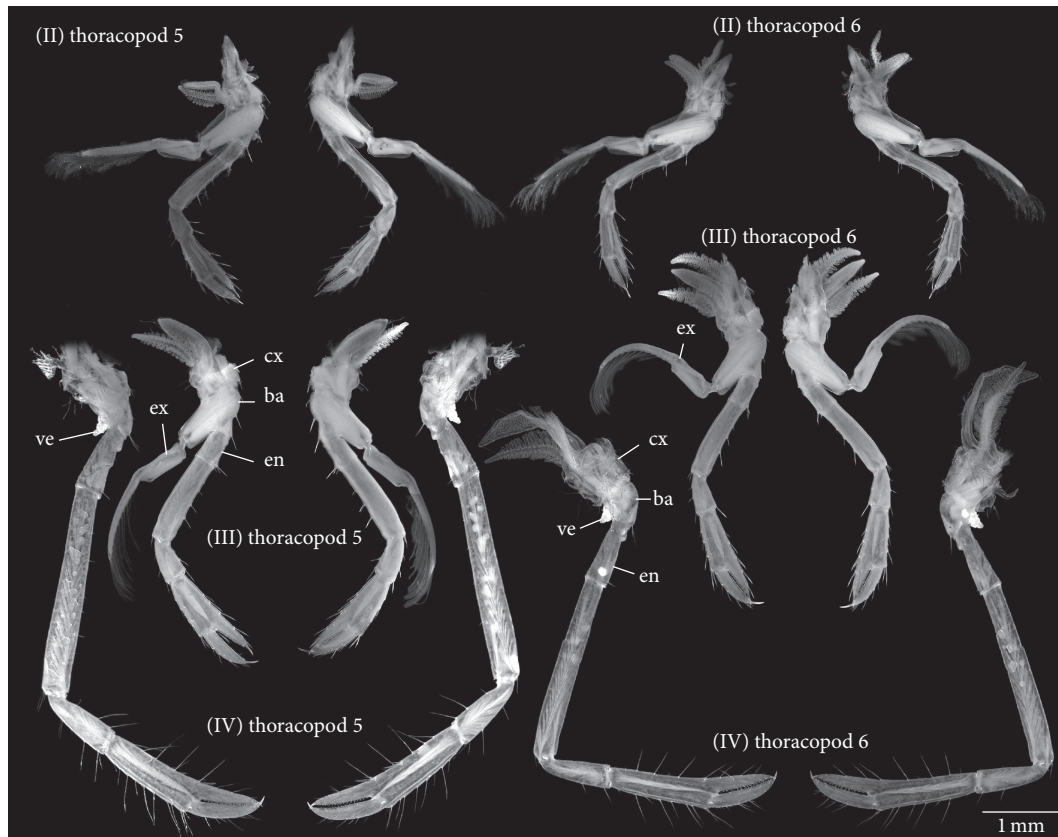 (II) thoracopod 5
(II) thoracopod 6
(III) thoracopod 6
ex
cx
ba
ex
en
ve
(III) thoracopod 5
cx
ba
ve
en
(IV) thoracopod 5
(IV) thoracopod 6
1 mm